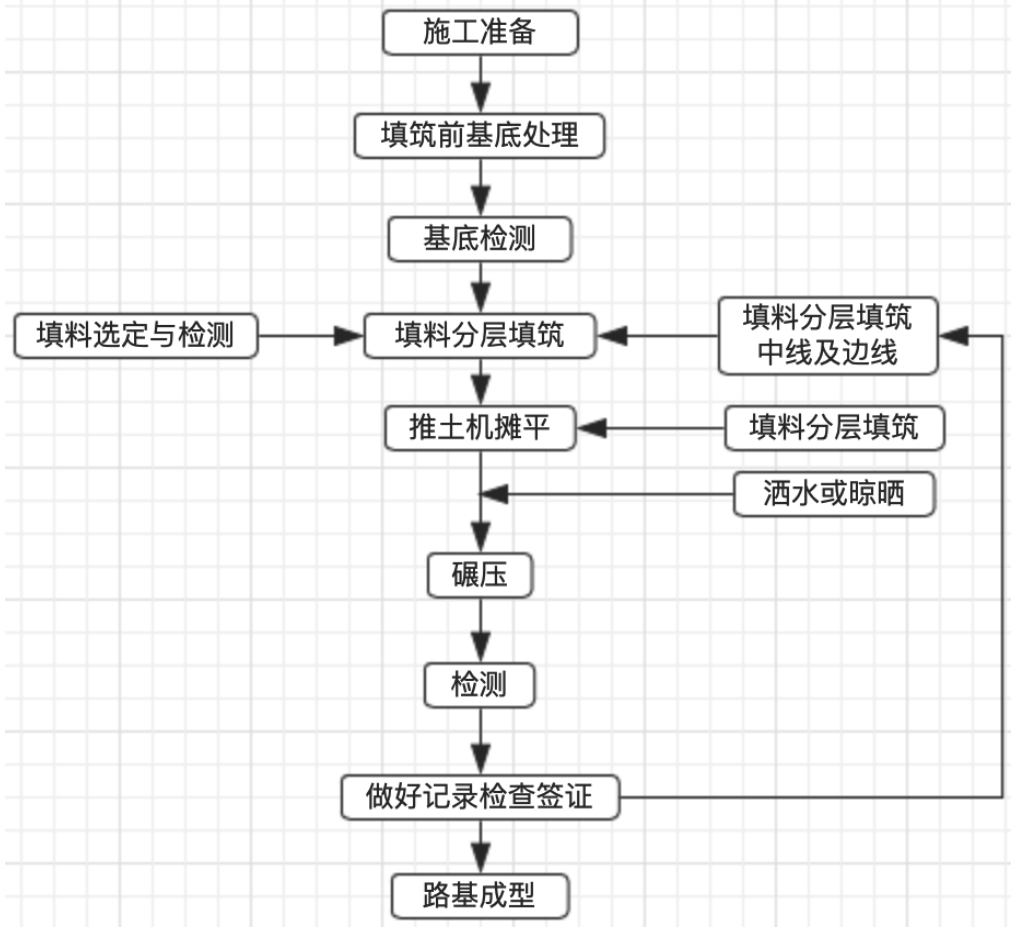 施工准备
填筑前基底处理
基底检测
填料选定与检测
填料分层填筑
填料分层填筑
中线及边线
推土机摊平
填料分层填筑
洒水或晾晒
碾压
检测
做好记录检查签证
路基成型